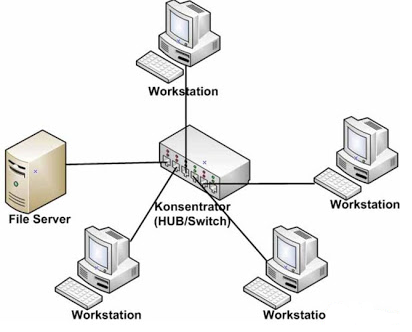 Workstation
File Server
Konsentrator
(HUB/Switch)
Workstation
Workstation
Workstatio